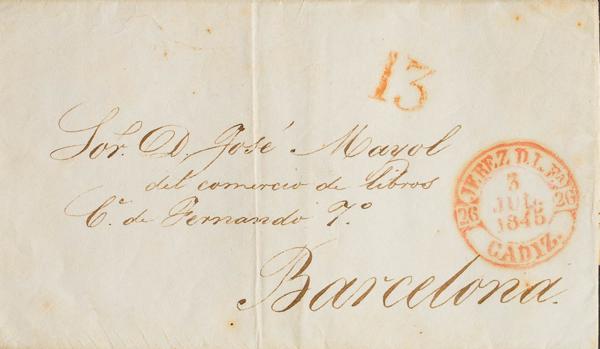 13
Sor. D. José Mayol
del comercio de libros
C.a de Fernando 7.o
Barcelona.
JEREZ D.L. FRA
26 26
3
JUL.
1845
CADIZ.